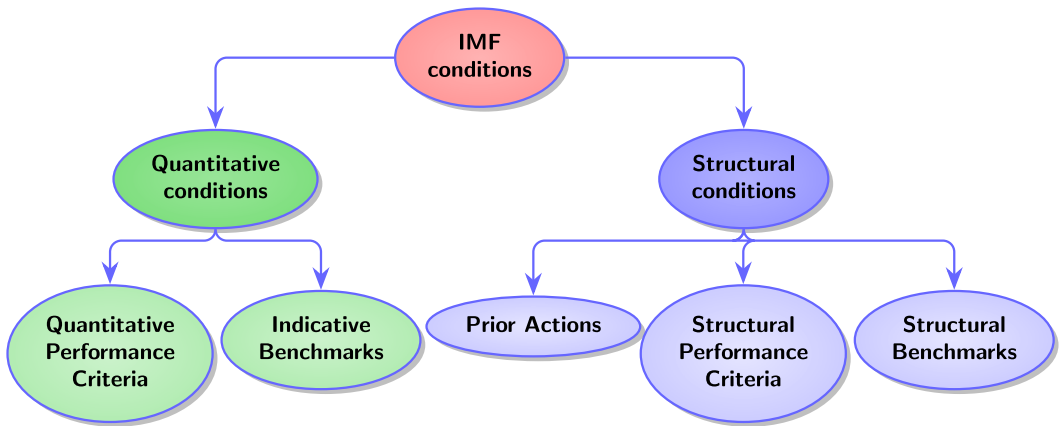 IMF
conditions
Quantitative
conditions
Structural
conditions
Quantitative
Performance
Criteria
Indicative
Benchmarks
Prior Actions
Structural
Performance
Criteria
Structural
Benchmarks